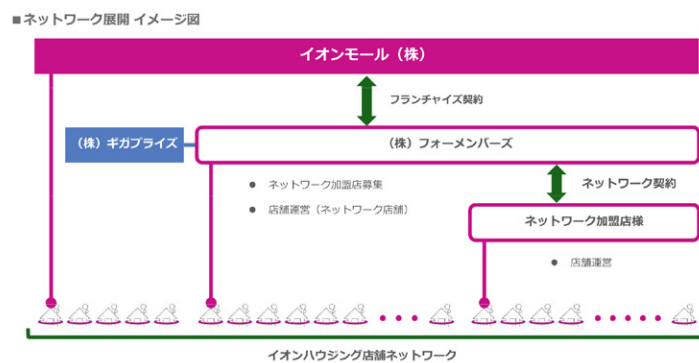 ■ネットワーク展開 イメージ図
イオンモール（株）
フランチャイズ契約
（株）ギガプライズ
（株）フォーメンバーズ
● ネットワーク加盟店募集
● 店舗運営（ネットワーク店舗）
ネットワーク契約
ネットワーク加盟店様
● 店舗運営
イオンハウジング店舗ネットワーク